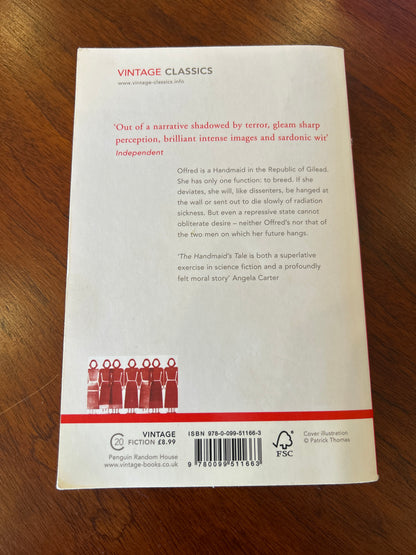 VINTAGE CLASSICS
www.vintage-classics.info
'Out of a narrative shadowed by terror, gleam sharp
perception, brilliant intense images and sardonic wit'
Independent
Offred is a Handmaid in the Republic of Gilead.
She has only one function: to breed. If she
deviates, she will, like dissenters, be hanged at
the wall or sent out to die slowly of radiation
sickness. But even a repressive state cannot
obliterate desire – neither Offred's nor that of
the two men on which her future hangs.
'The Handmaid's Tale is both a superlative
exercise in science fiction and a profoundly
felt moral story' Angela Carter
C20
VINTAGE
FICTION £8.99
Penguin Random House
www.vintage-books.co.uk
ISBN 978-0-099-51166-3
9 780099 511663
FSC
Cover illustration
© Patrick Thomas